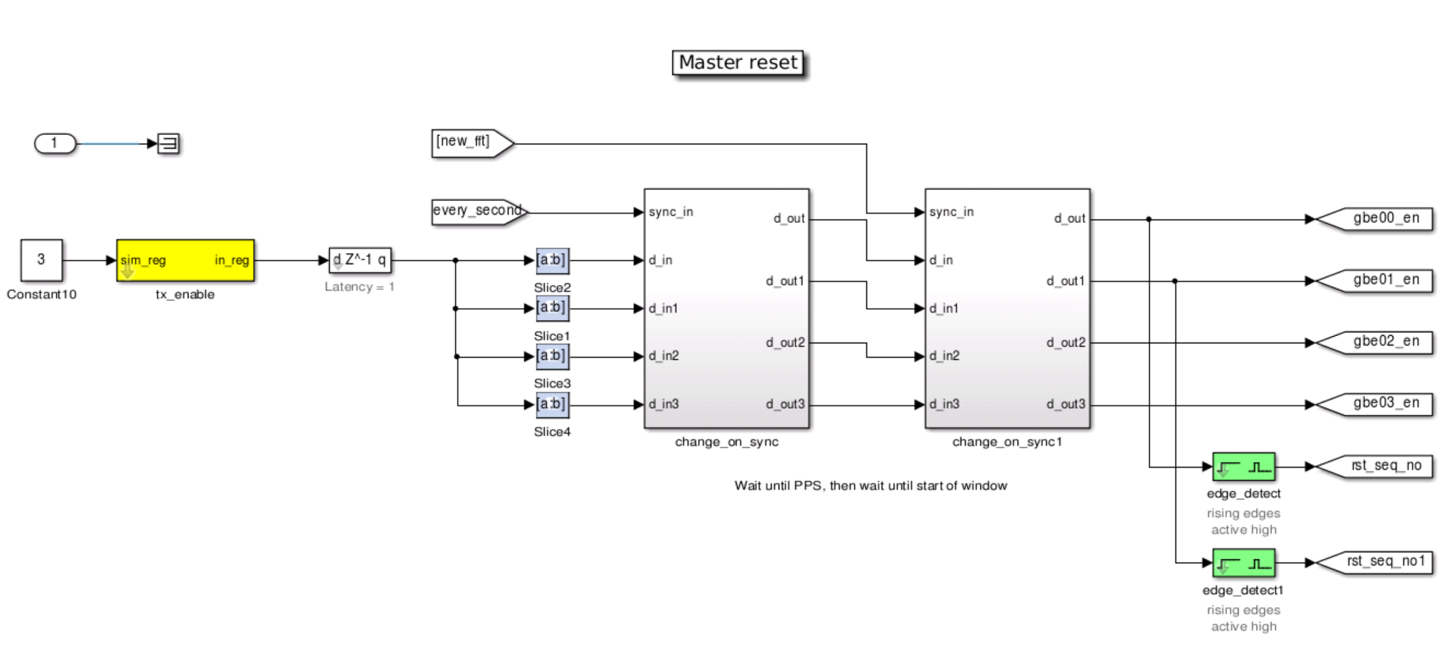 Master reset
1
[new_fft]
every_second
3
Constant10
sim_reg
in_reg
tx_enable
d Z^-1 q
Latency = 1
[a:b]
Slice2
[a:b]
Slice1
[a:b]
Slice3
[a:b]
Slice4
sync_in
d_in
d_in1
d_in2
d_in3
d_out
d_out1
d_out2
d_out3
change_on_sync
sync_in
d_in
d_in1
d_in2
d_in3
d_out
d_out1
d_out2
d_out3
change_on_sync1
Wait until PPS, then wait until start of window
gbe00_en
gbe01_en
gbe02_en
gbe03_en
rst_seq_no
edge_detect
rising edges
active high
rst_seq_no1
edge_detect1
rising edges
active high